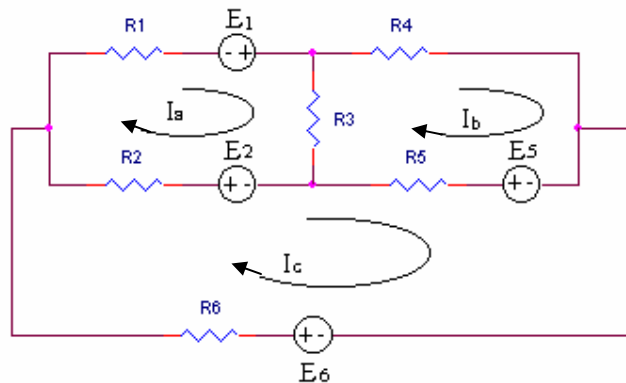 R1 E1 R4
- +
Ia R3 Ib
R2 E2 R5 E5
+ - + -
Ic
R6
+ -
E6